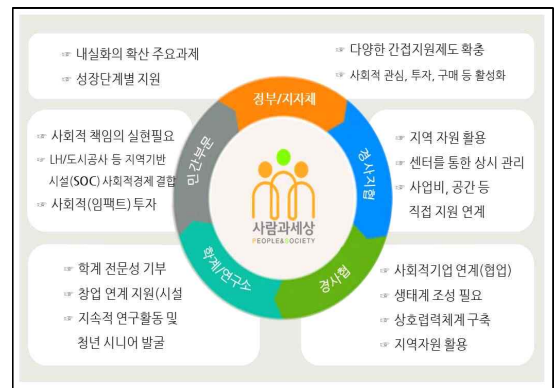 ☞ 내실화의 확산 주요과제
☞ 성장단계별 지원
☞ 다양한 간접지원제도 확충
☞ 사회적 관심, 투자, 구매 등 활성화
정부/지자체
☞ 사회적 책임의 실현필요
☞ LH/도시공사 등 지역기반
시설(SOC) 사회적경제 결합
☞ 사회적(임팩트) 투자
민간부문
경사지협
☞ 지역 자원 활용
☞ 센터를 통한 상시 관리
☞ 사업비, 공간 등
직접 지원 연계
사람과세상
PEOPLE&SOCIETY
☞ 학계 전문성 기부
☞ 창업 연계 지원(시설
☞ 지속적 연구활동 및
청년 시니어 발굴
학계/연구소
경사협
☞ 사회적기업 연계(협업)
☞ 생태계 조성 필요
☞ 상호렵력체계 구축
☞ 지역자원 활용